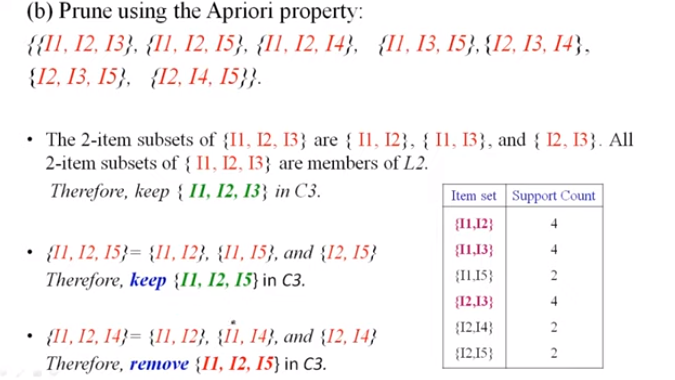 (b) Prune using the Apriori property:
{{I1, I2, I3}, {I1, I2, I5}, {I1, I2, I4}, {I1, I3, I5},{I2, I3, I4},
{I2, I3, I5}, {I2, I4, I5}}.
• The 2-item subsets of {I1, I2, I3} are { I1, I2}, { I1, I3}, and { I2, I3}. All
2-item subsets of { I1, I2, I3} are members of L2.
Therefore, keep { I1, I2, I3} in C3.
• {I1, I2, I5}= {I1, I2}, {I1, I5}, and {I2, I5}
Therefore, keep {I1, I2, I5} in C3.
• {I1, I2, I4}= {I1, I2}, {I1, I4}, and {I2, I4}
Therefore, remove {I1, I2, I5} in C3.
Item set Support Count
{I1,I2} 4
{I1,I3} 4
{I1,I5} 2
{I2,I3} 4
{I2,I4} 2
{I2,I5} 2